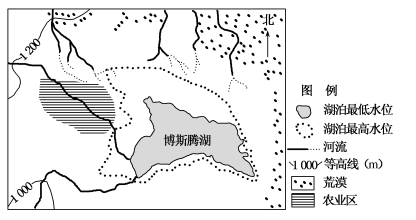 北
1 200
博斯腾湖
1 000
图 例
湖泊最低水位
湖泊最高水位
河流
1 000 等高线(m)
荒漠
农业区